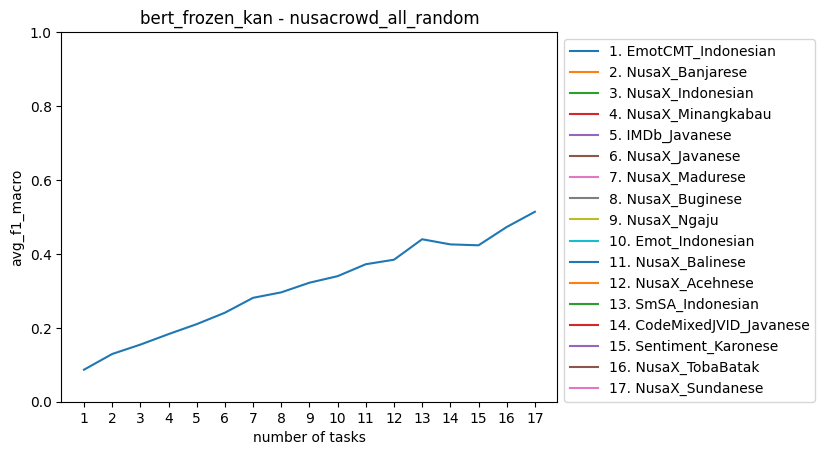 bert_frozen_kan - nusacrowd_all_random
avg_f1_macro
1.0
0.8
0.6
0.4
0.2
0.0
1 2 3 4 5 6 7 8 9 10 11 12 13 14 15 16 17
number of tasks
1. EmotCMT_Indonesian
2. NusaX_Banjarese
3. NusaX_Indonesian
4. NusaX_Minangkabau
5. IMDb_Javanese
6. NusaX_Javanese
7. NusaX_Madurese
8. NusaX_Buginese
9. NusaX_Ngaju
10. Emot_Indonesian
11. NusaX_Balinese
12. NusaX_Acehnese
13. SmSA_Indonesian
14. CodeMixedJVID_Javanese
15. Sentiment_Karonese
16. NusaX_TobaBatak
17. NusaX_Sundanese